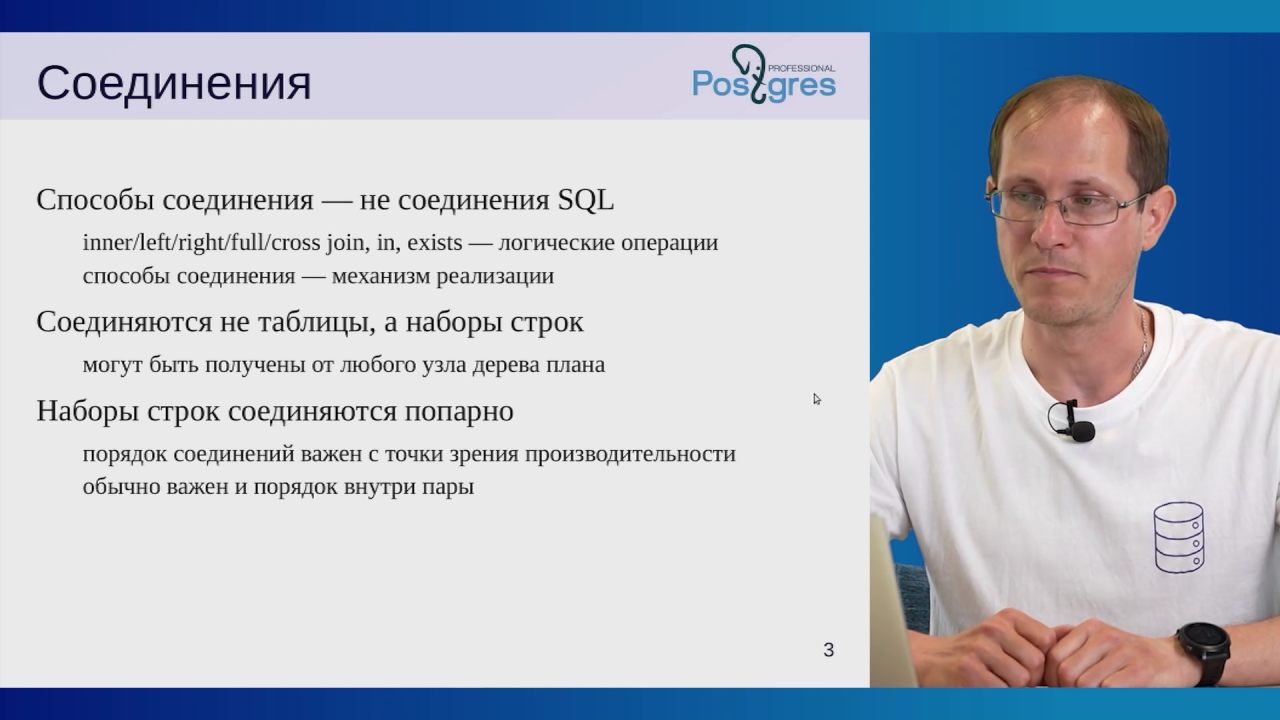 Соединения
PROFESSIONAL
Postgres
Способы соединения — не соединения SQL
inner/left/right/full/cross join, in, exists — логические операции
способы соединения — механизм реализации
Соединяются не таблицы, а наборы строк
могут быть получены от любого узла дерева плана
Наборы строк соединяются попарно
порядок соединений важен с точки зрения производительности
обычно важен и порядок внутри пары
3